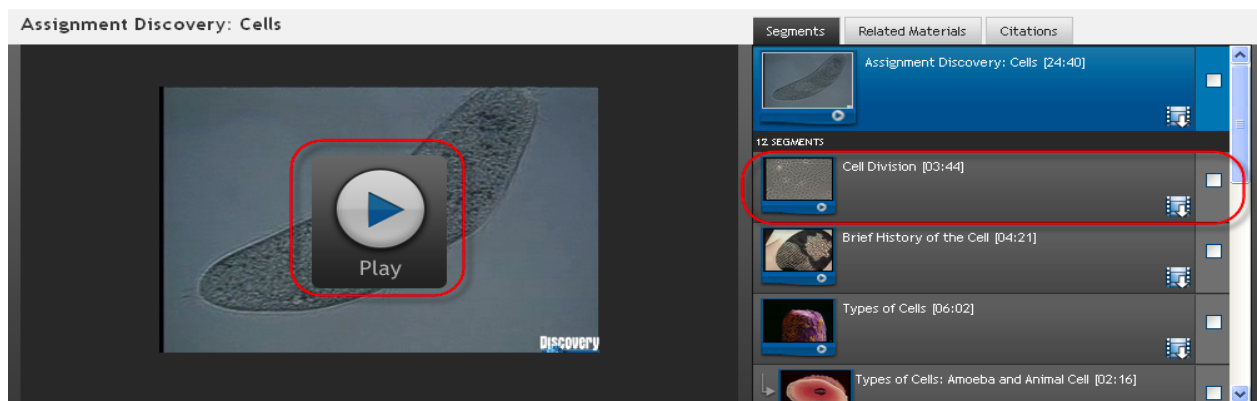 Assignment Discovery: Cells
Segments
Related Materials
Citations
Play
Discovery
Assignment Discovery: Cells [24:40]
12 SEGMENTS
Cell Division [03:44]
Brief History of the Cell [04:21]
Types of Cells [06:02]
Types of Cells: Amoeba and Animal Cell [02:16]